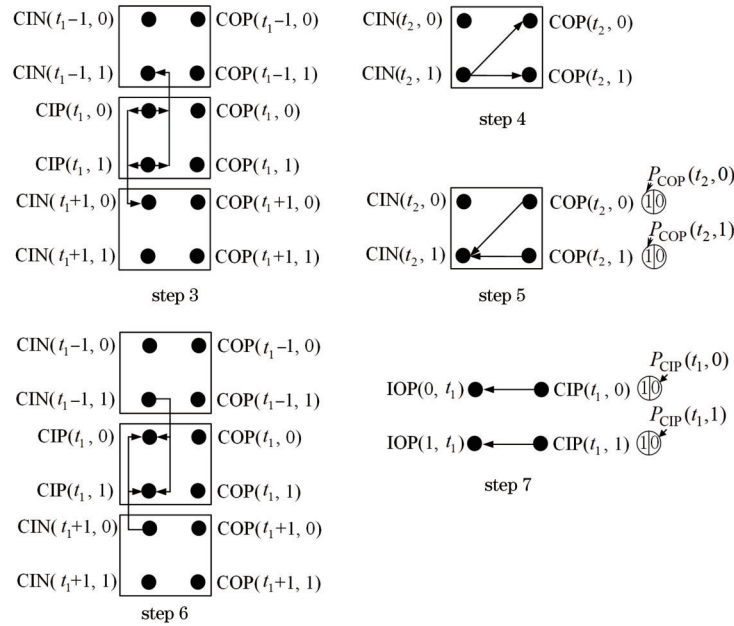 CIN(t₁−1, 0) COP(t₁−1, 0)
CIN(t₁−1, 1) COP(t₁−1, 1)
CIP(t₁, 0) COP(t₁, 0)
CIP(t₁, 1) COP(t₁, 1)
CIN(t₁+1, 0) COP(t₁+1, 0)
CIN(t₁+1, 1) COP(t₁+1, 1)
step 3
CIN(t₂, 0) COP(t₂, 0)
CIN(t₂, 1) COP(t₂, 1)
step 4
P_COP(t₂, 0)
CIN(t₂, 0) COP(t₂, 0) 1 0
P_COP(t₂, 1)
CIN(t₂, 1) COP(t₂, 1) 1 0
step 5
CIN(t₁−1, 0) COP(t₁−1, 0)
CIN(t₁−1, 1) COP(t₁−1, 1)
CIP(t₁, 0) COP(t₁, 0)
CIP(t₁, 1) COP(t₁, 1)
CIN(t₁+1, 0) COP(t₁+1, 0)
CIN(t₁+1, 1) COP(t₁+1, 1)
step 6
P_CIP(t₁, 0)
IOP(0, t₁) CIP(t₁, 0) 1 0
P_CIP(t₁, 1)
IOP(1, t₁) CIP(t₁, 1) 1 0
step 7